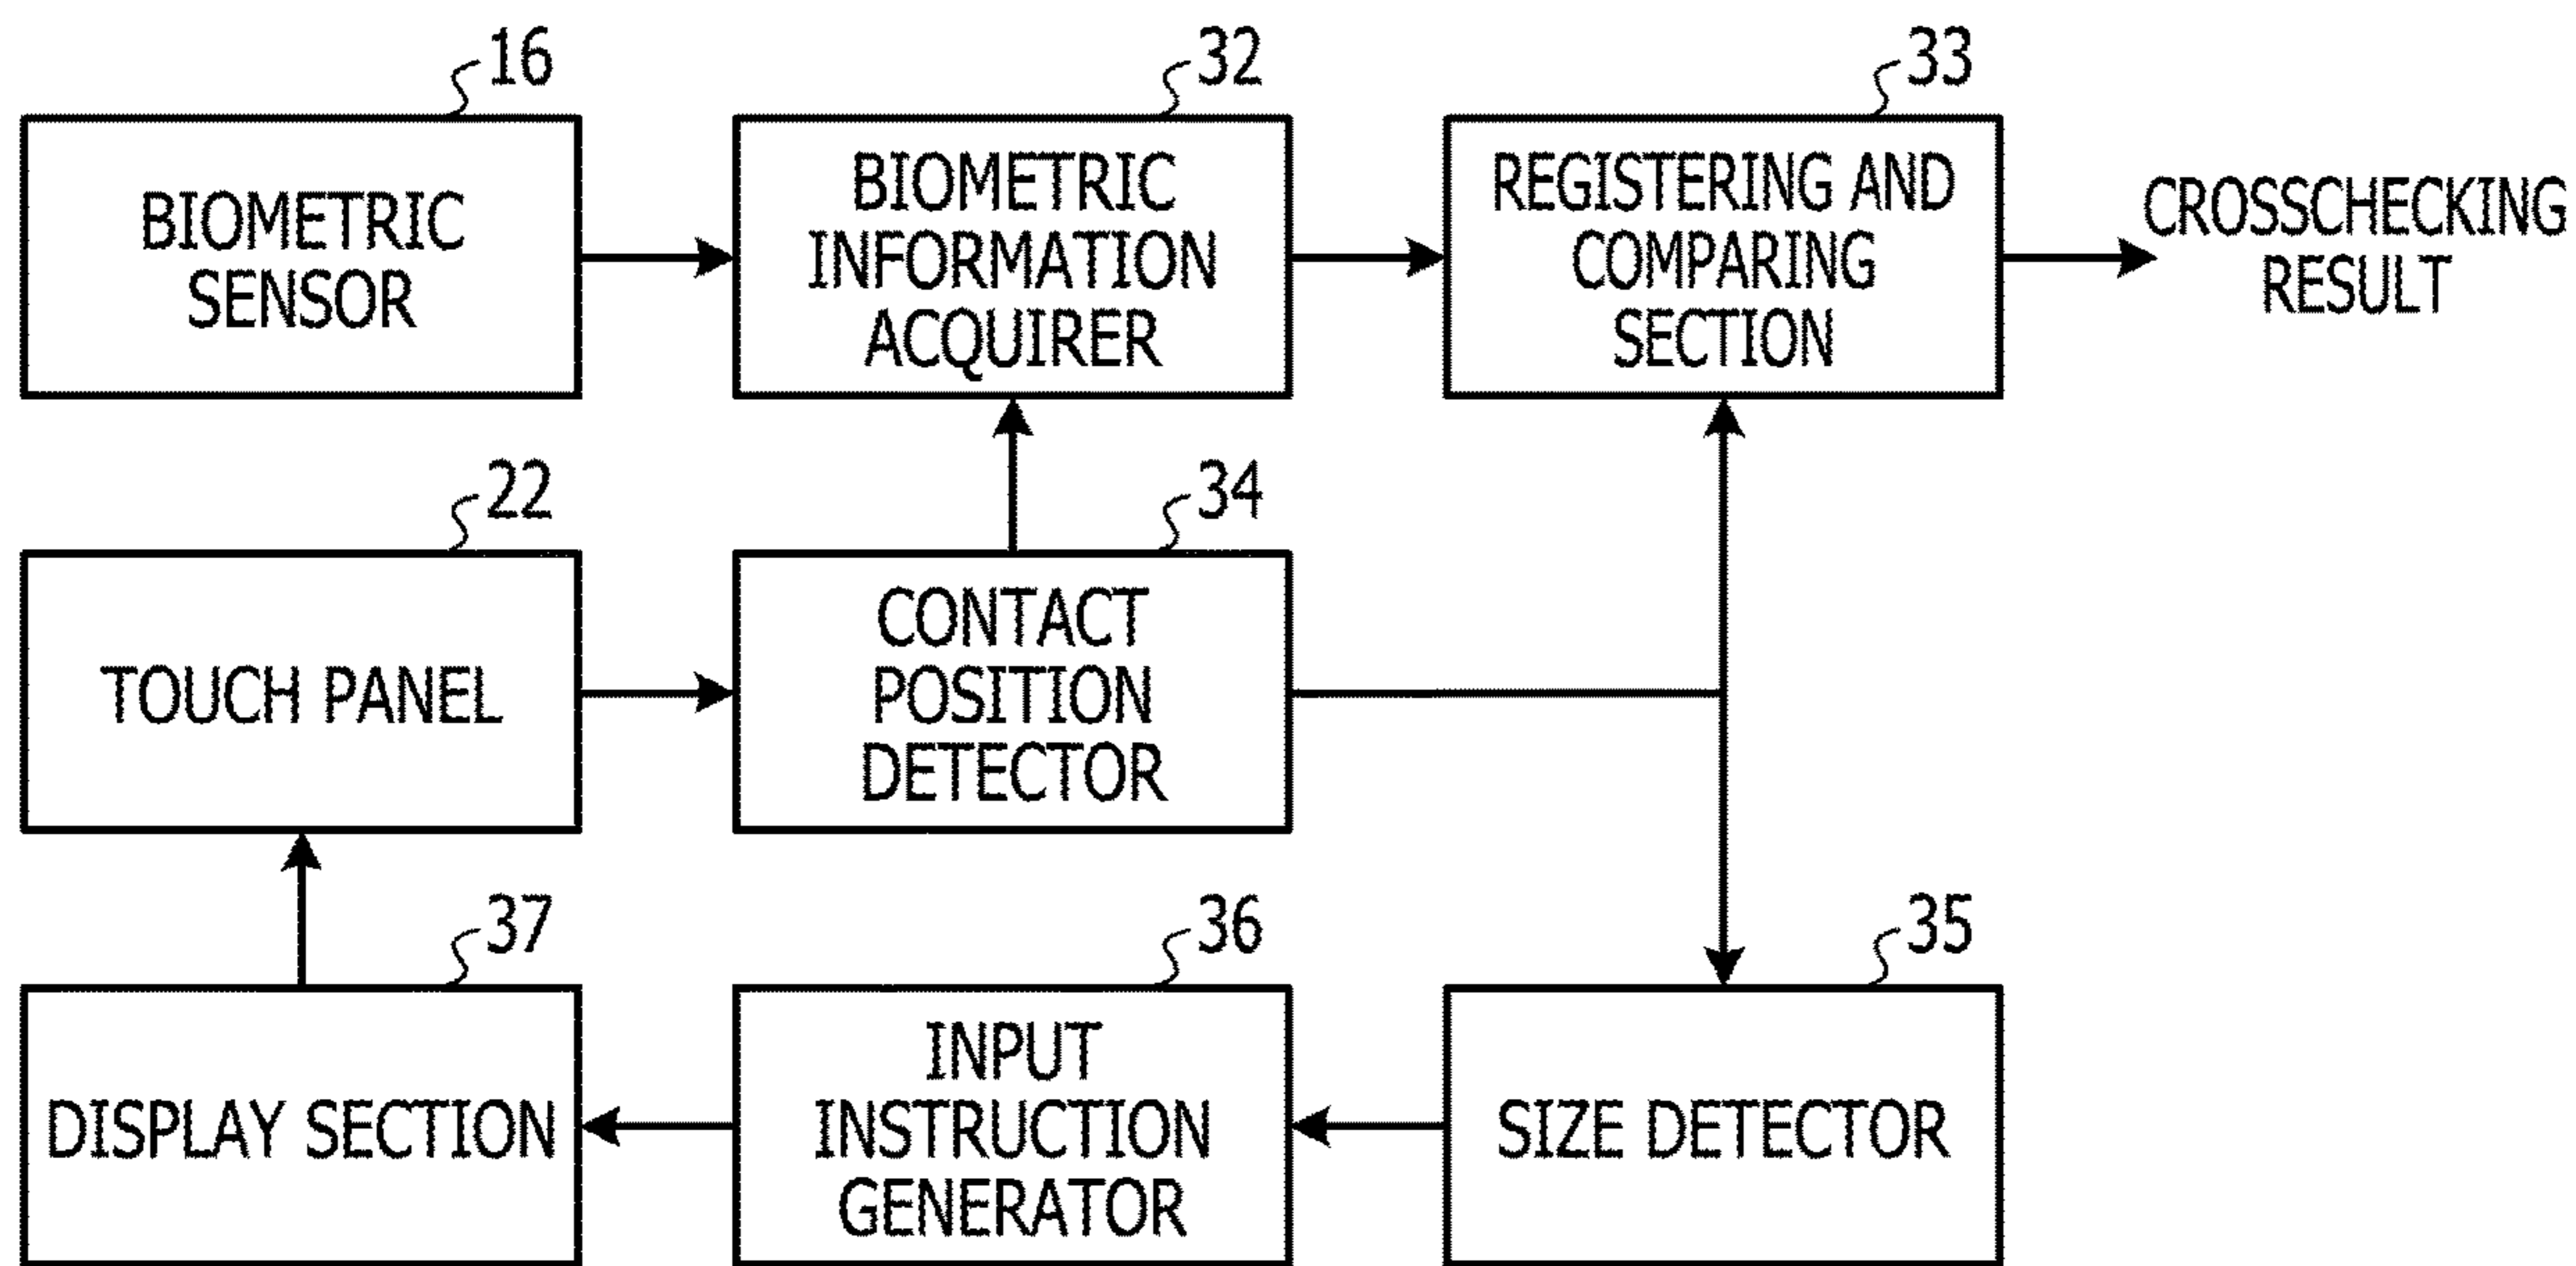 16
BIOMETRIC
SENSOR
32
BIOMETRIC
INFORMATION
ACQUIRER
33
REGISTERING AND
COMPARING
SECTION
CROSSCHECKING
RESULT
22
TOUCH PANEL
34
CONTACT
POSITION
DETECTOR
37
DISPLAY SECTION
36
INPUT
INSTRUCTION
GENERATOR
35
SIZE DETECTOR